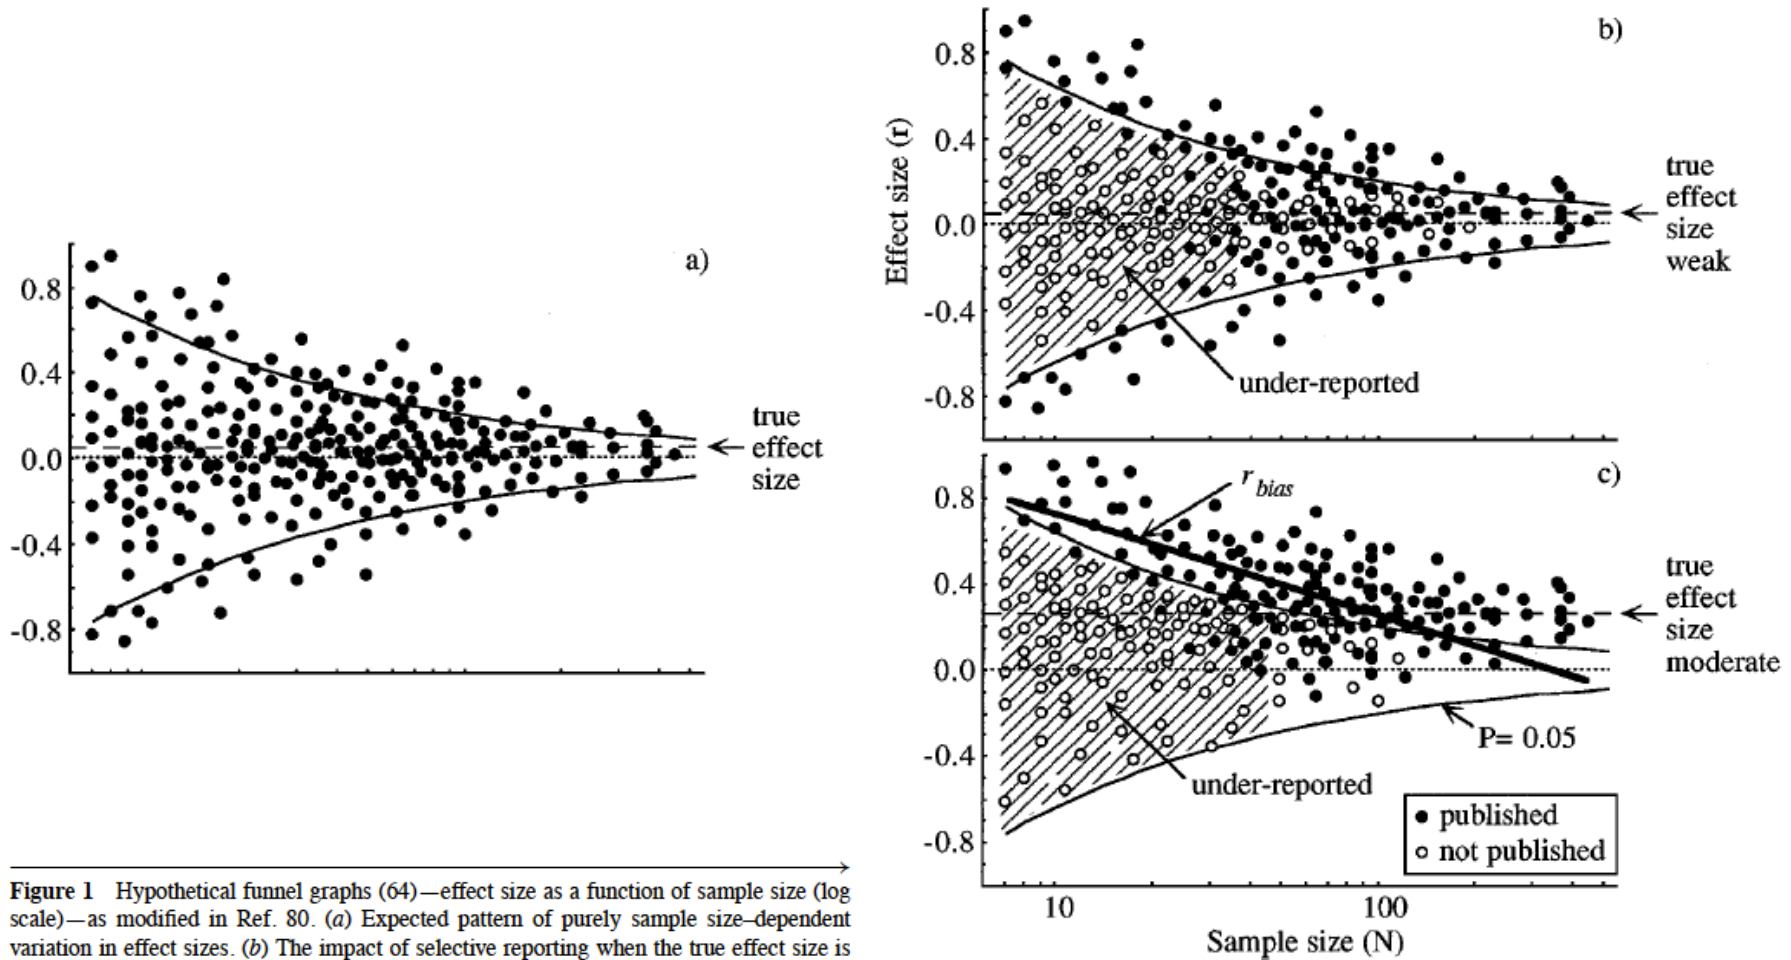 a)
0.8
0.4
0.0
-0.4
-0.8
true
effect
size
Figure 1 Hypothetical funnel graphs (64)—effect size as a function of sample size (log
scale)—as modified in Ref. 80. (a) Expected pattern of purely sample size–dependent
variation in effect sizes. (b) The impact of selective reporting when the true effect size is
b)
Effect size (r)
0.8
0.4
0.0
-0.4
-0.8
true
effect
size
weak
under-reported
c)
r bias
0.8
0.4
0.0
-0.4
-0.8
true
effect
size
moderate
P= 0.05
under-reported
published
not published
10
100
Sample size (N)